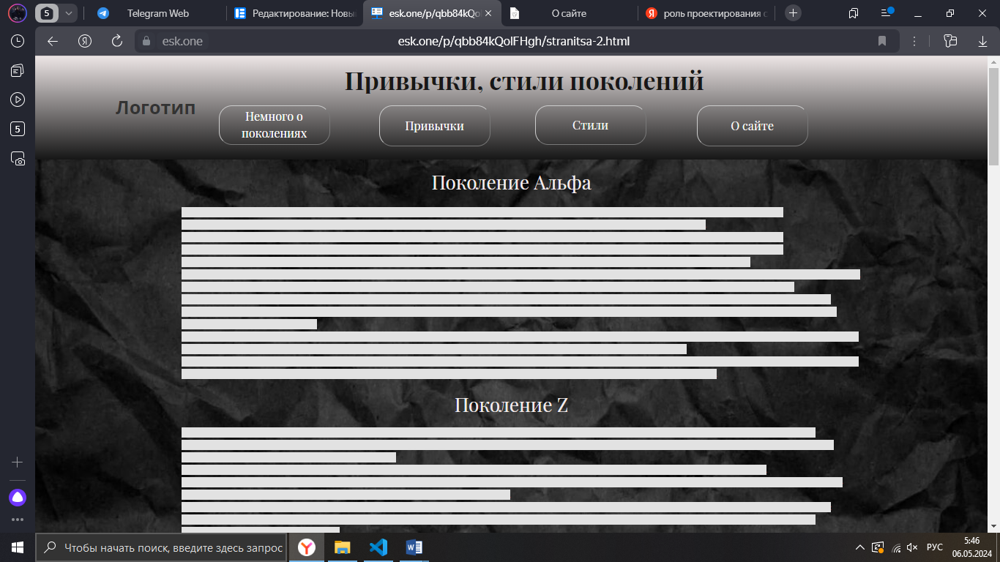 5
Telegram Web
Редактирование: Новы
esk.one/p/qbb84kQol
О сайте
роль проектирования с
esk.one
esk.one/p/qbb84kQolFHgh/stranitsa-2.html
5
Привычки, стили поколений
Логотип
Немного о
поколениях
Привычки
Стили
О сайте
Поколение Альфа
Поколение Z
Чтобы начать поиск, введите здесь запрос
РУС
5:46
06.05.2024